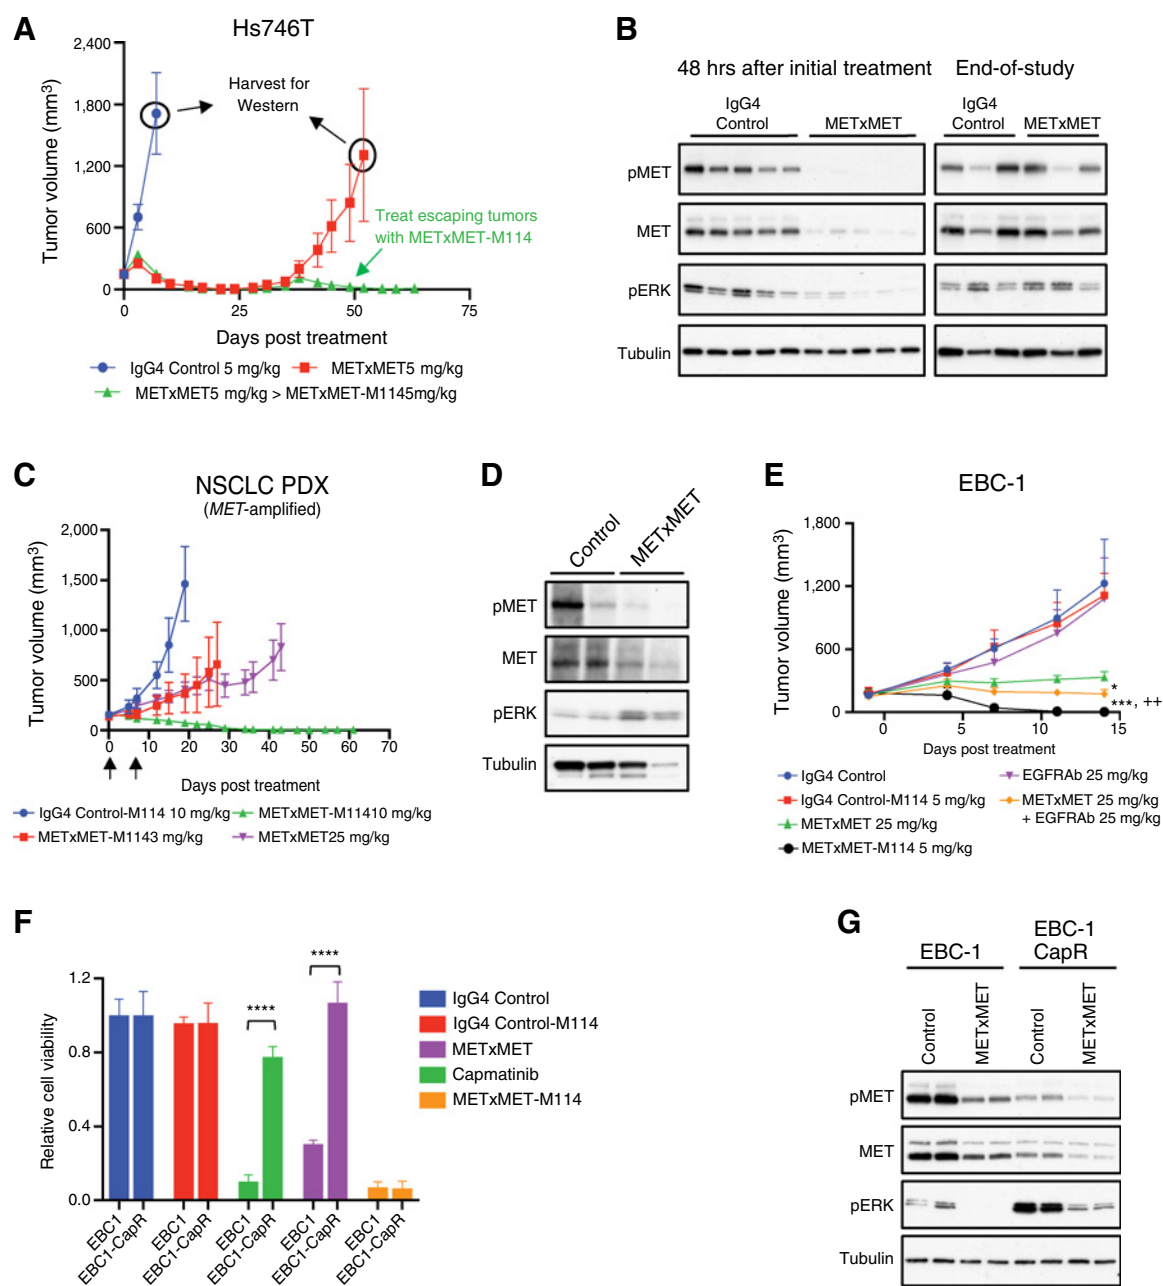 A
Hs746T
Tumor volume (mm3)
2,400
1,800
1,200
600
0
0
25
50
75
Harvest for
Western
Treat escaping tumors
with METxMET-M114
Days post treatment
IgG4 Control 5 mg/kg
METxMET5 mg/kg
METxMET5 mg/kg > METxMET-M1145mg/kg
B
48 hrs after initial treatment
End-of-study
IgG4
Control
METxMET
IgG4
Control
METxMET
pMET
MET
pERK
Tubulin
C
NSCLC PDX
(MET-amplified)
Tumor volume (mm3)
2,000
1,500
1,000
500
0
0
10
20
30
40
50
60
70
Days post treatment
IgG4 Control-M114 10 mg/kg
METxMET-M11410 mg/kg
METxMET-M1143 mg/kg
METxMET25 mg/kg
D
Control
METxMET
pMET
MET
pERK
Tubulin
E
EBC-1
Tumor volume (mm3)
1,800
1,200
600
0
0
5
10
15
*
***, ++
Days post treatment
IgG4 Control
EGFRAb 25 mg/kg
IgG4 Control-M114 5 mg/kg
METxMET 25 mg/kg
+ EGFRAb 25 mg/kg
METxMET 25 mg/kg
METxMET-M114 5 mg/kg
F
Relative cell viability
1.2
0.8
0.4
0.0
****
****
EBC1
EBC1-CapR
EBC1
EBC1-CapR
EBC1
EBC1-CapR
EBC1
EBC1-CapR
EBC1
EBC1-CapR
IgG4 Control
IgG4 Control-M114
METxMET
Capmatinib
METxMET-M114
G
EBC-1
EBC-1
CapR
Control
METxMET
Control
METxMET
pMET
MET
pERK
Tubulin